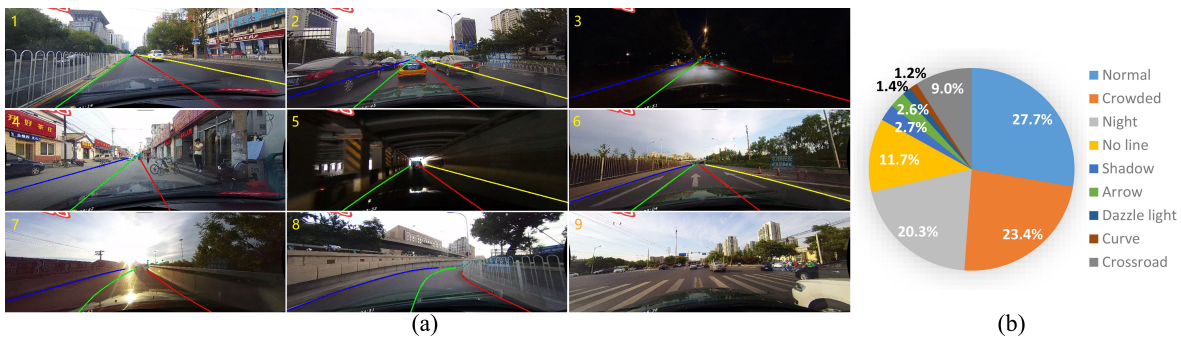 1
2
3
4
5
6
7
8
9
(a)
27.7%
23.4%
20.3%
11.7%
2.7%
2.6%
1.4%
1.2%
9.0%
Normal
Crowded
Night
No line
Shadow
Arrow
Dazzle light
Curve
Crossroad
(b)